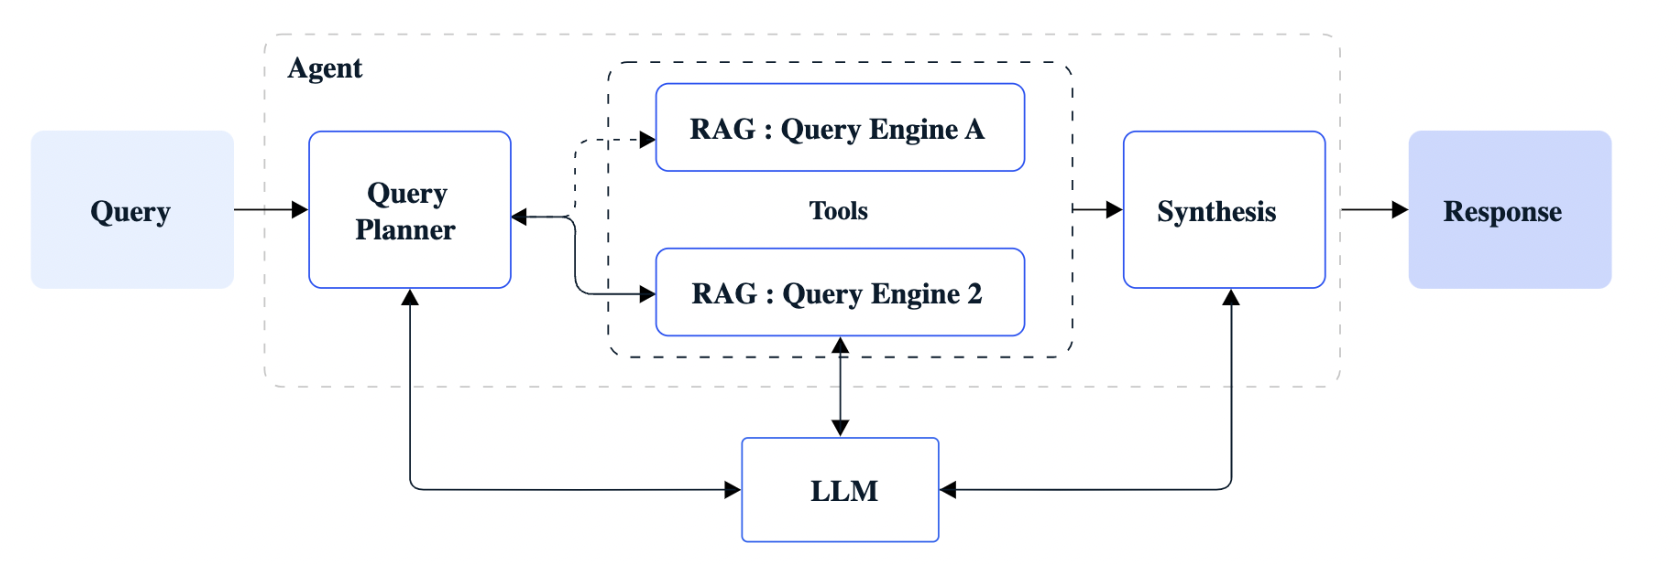 Agent
Query
Query
Planner
RAG : Query Engine A
Tools
RAG : Query Engine 2
Synthesis
Response
LLM